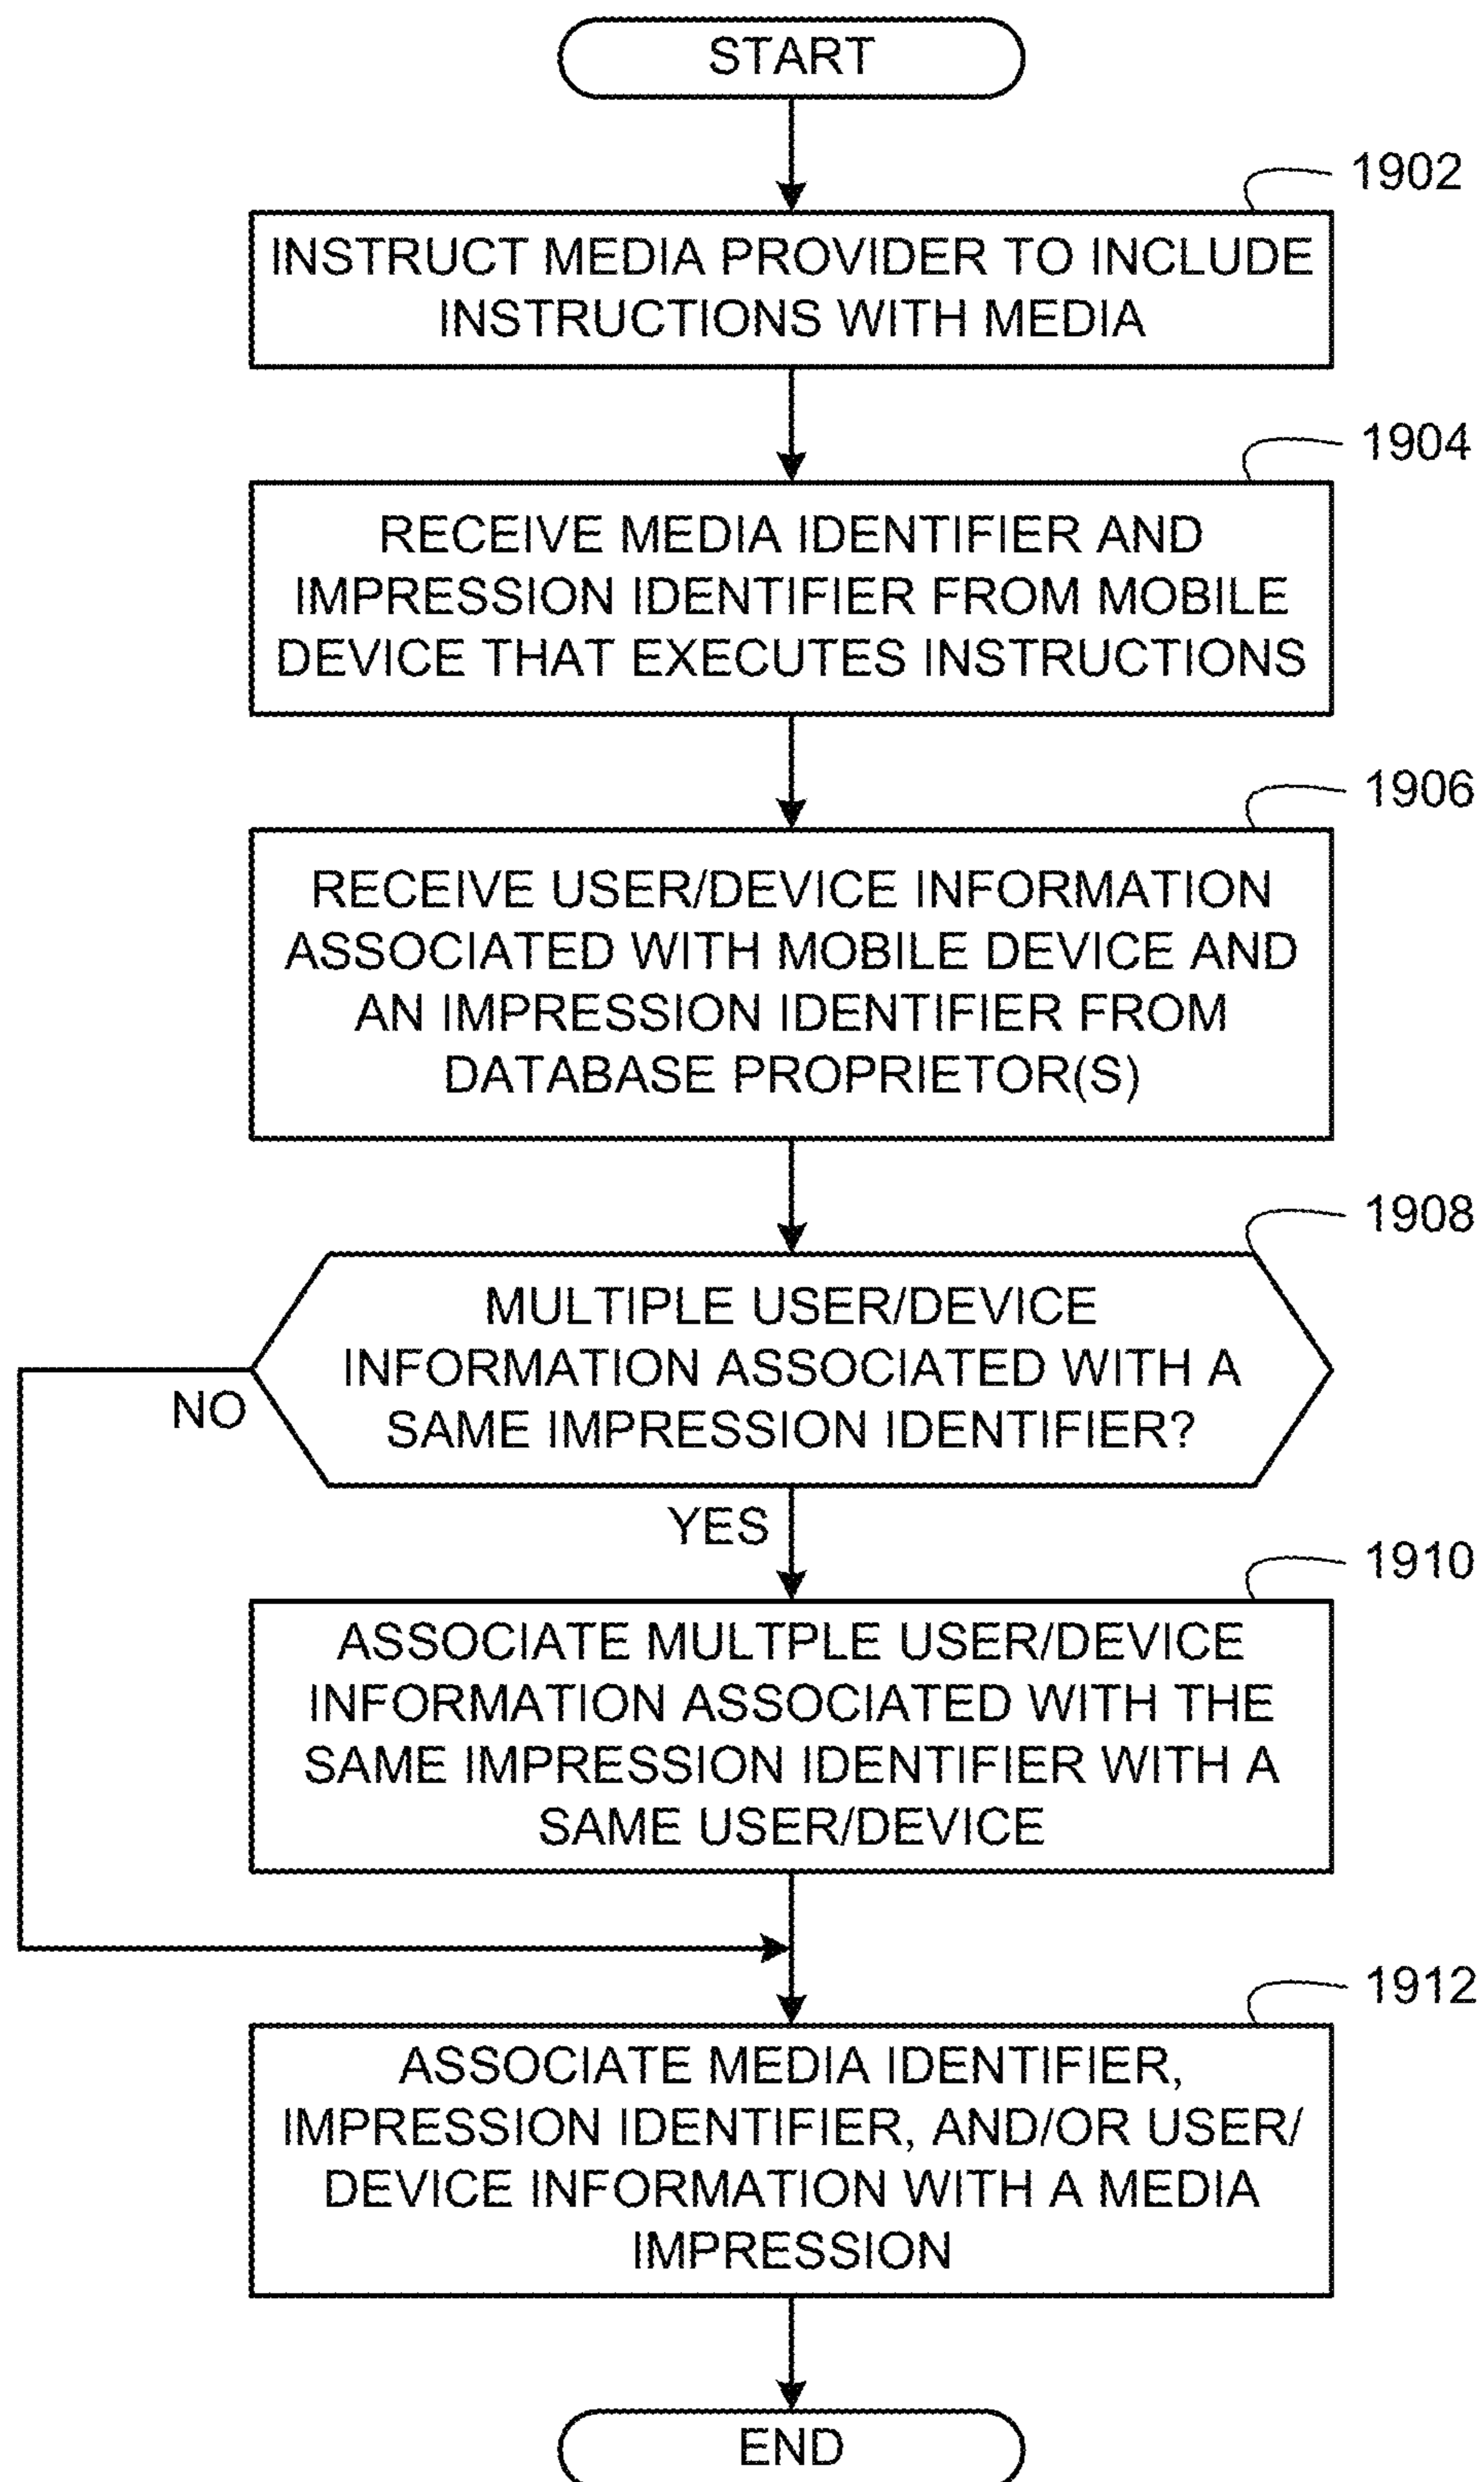 START
1902
INSTRUCT MEDIA PROVIDER TO INCLUDE
INSTRUCTIONS WITH MEDIA
1904
RECEIVE MEDIA IDENTIFIER AND
IMPRESSION IDENTIFIER FROM MOBILE
DEVICE THAT EXECUTES INSTRUCTIONS
1906
RECEIVE USER/DEVICE INFORMATION
ASSOCIATED WITH MOBILE DEVICE AND
AN IMPRESSION IDENTIFIER FROM
DATABASE PROPRIETOR(S)
1908
MULTIPLE USER/DEVICE
INFORMATION ASSOCIATED WITH A
SAME IMPRESSION IDENTIFIER?
NO
YES
1910
ASSOCIATE MULTPLE USER/DEVICE
INFORMATION ASSOCIATED WITH THE
SAME IMPRESSION IDENTIFIER WITH A
SAME USER/DEVICE
1912
ASSOCIATE MEDIA IDENTIFIER,
IMPRESSION IDENTIFIER, AND/OR USER/
DEVICE INFORMATION WITH A MEDIA
IMPRESSION
END